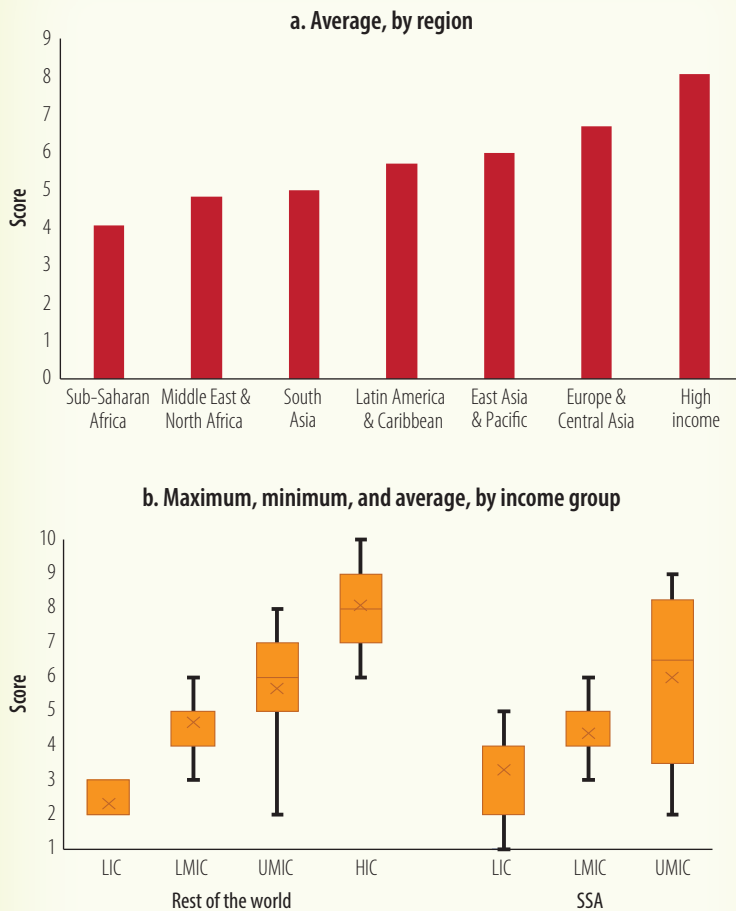 a. Average, by region
9
8
7
6
5
4
3
2
1
0
Score
Sub-Saharan Africa
Middle East & North Africa
South Asia
Latin America & Caribbean
East Asia & Pacific
Europe & Central Asia
High income
b. Maximum, minimum, and average, by income group
10
9
8
7
6
5
4
3
2
1
Score
LIC LMIC UMIC HIC LIC LMIC UMIC
Rest of the world SSA